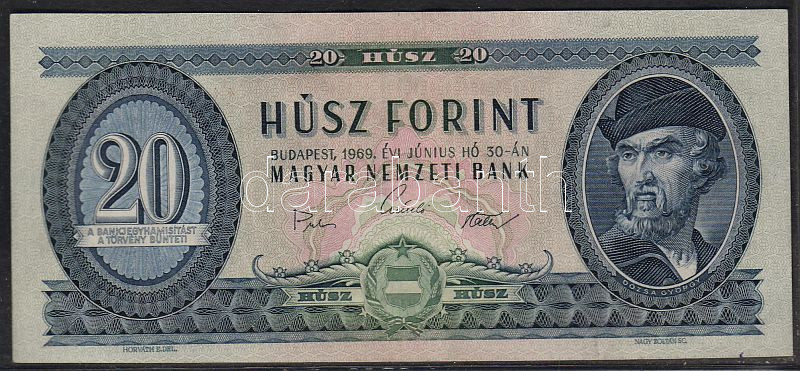 20 HÚSZ 20
HÚSZ FORINT
BUDAPEST, 1969. ÉVI JÚNIUS HÓ 30-ÁN
MAGYAR NEMZETI BANK
20
A BANKJEGYHAMISÍTÁST
A TÖRVÉNY BÜNTETI
DÓZSA GYÖRGY
HÚSZ HÚSZ
HORVÁTH E. DEL.
NAGY ZOLTÁN SC.
darabanth